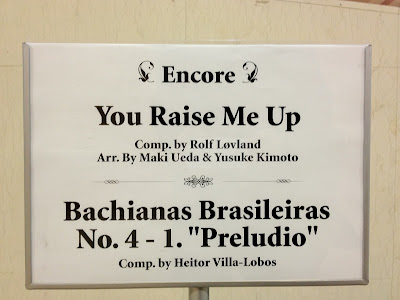 Encore
You Raise Me Up
Comp. by Rolf Løvland
Arr. By Maki Ueda & Yusuke Kimoto
Bachianas Brasileiras
No. 4 - 1. "Preludio"
Comp. by Heitor Villa-Lobos